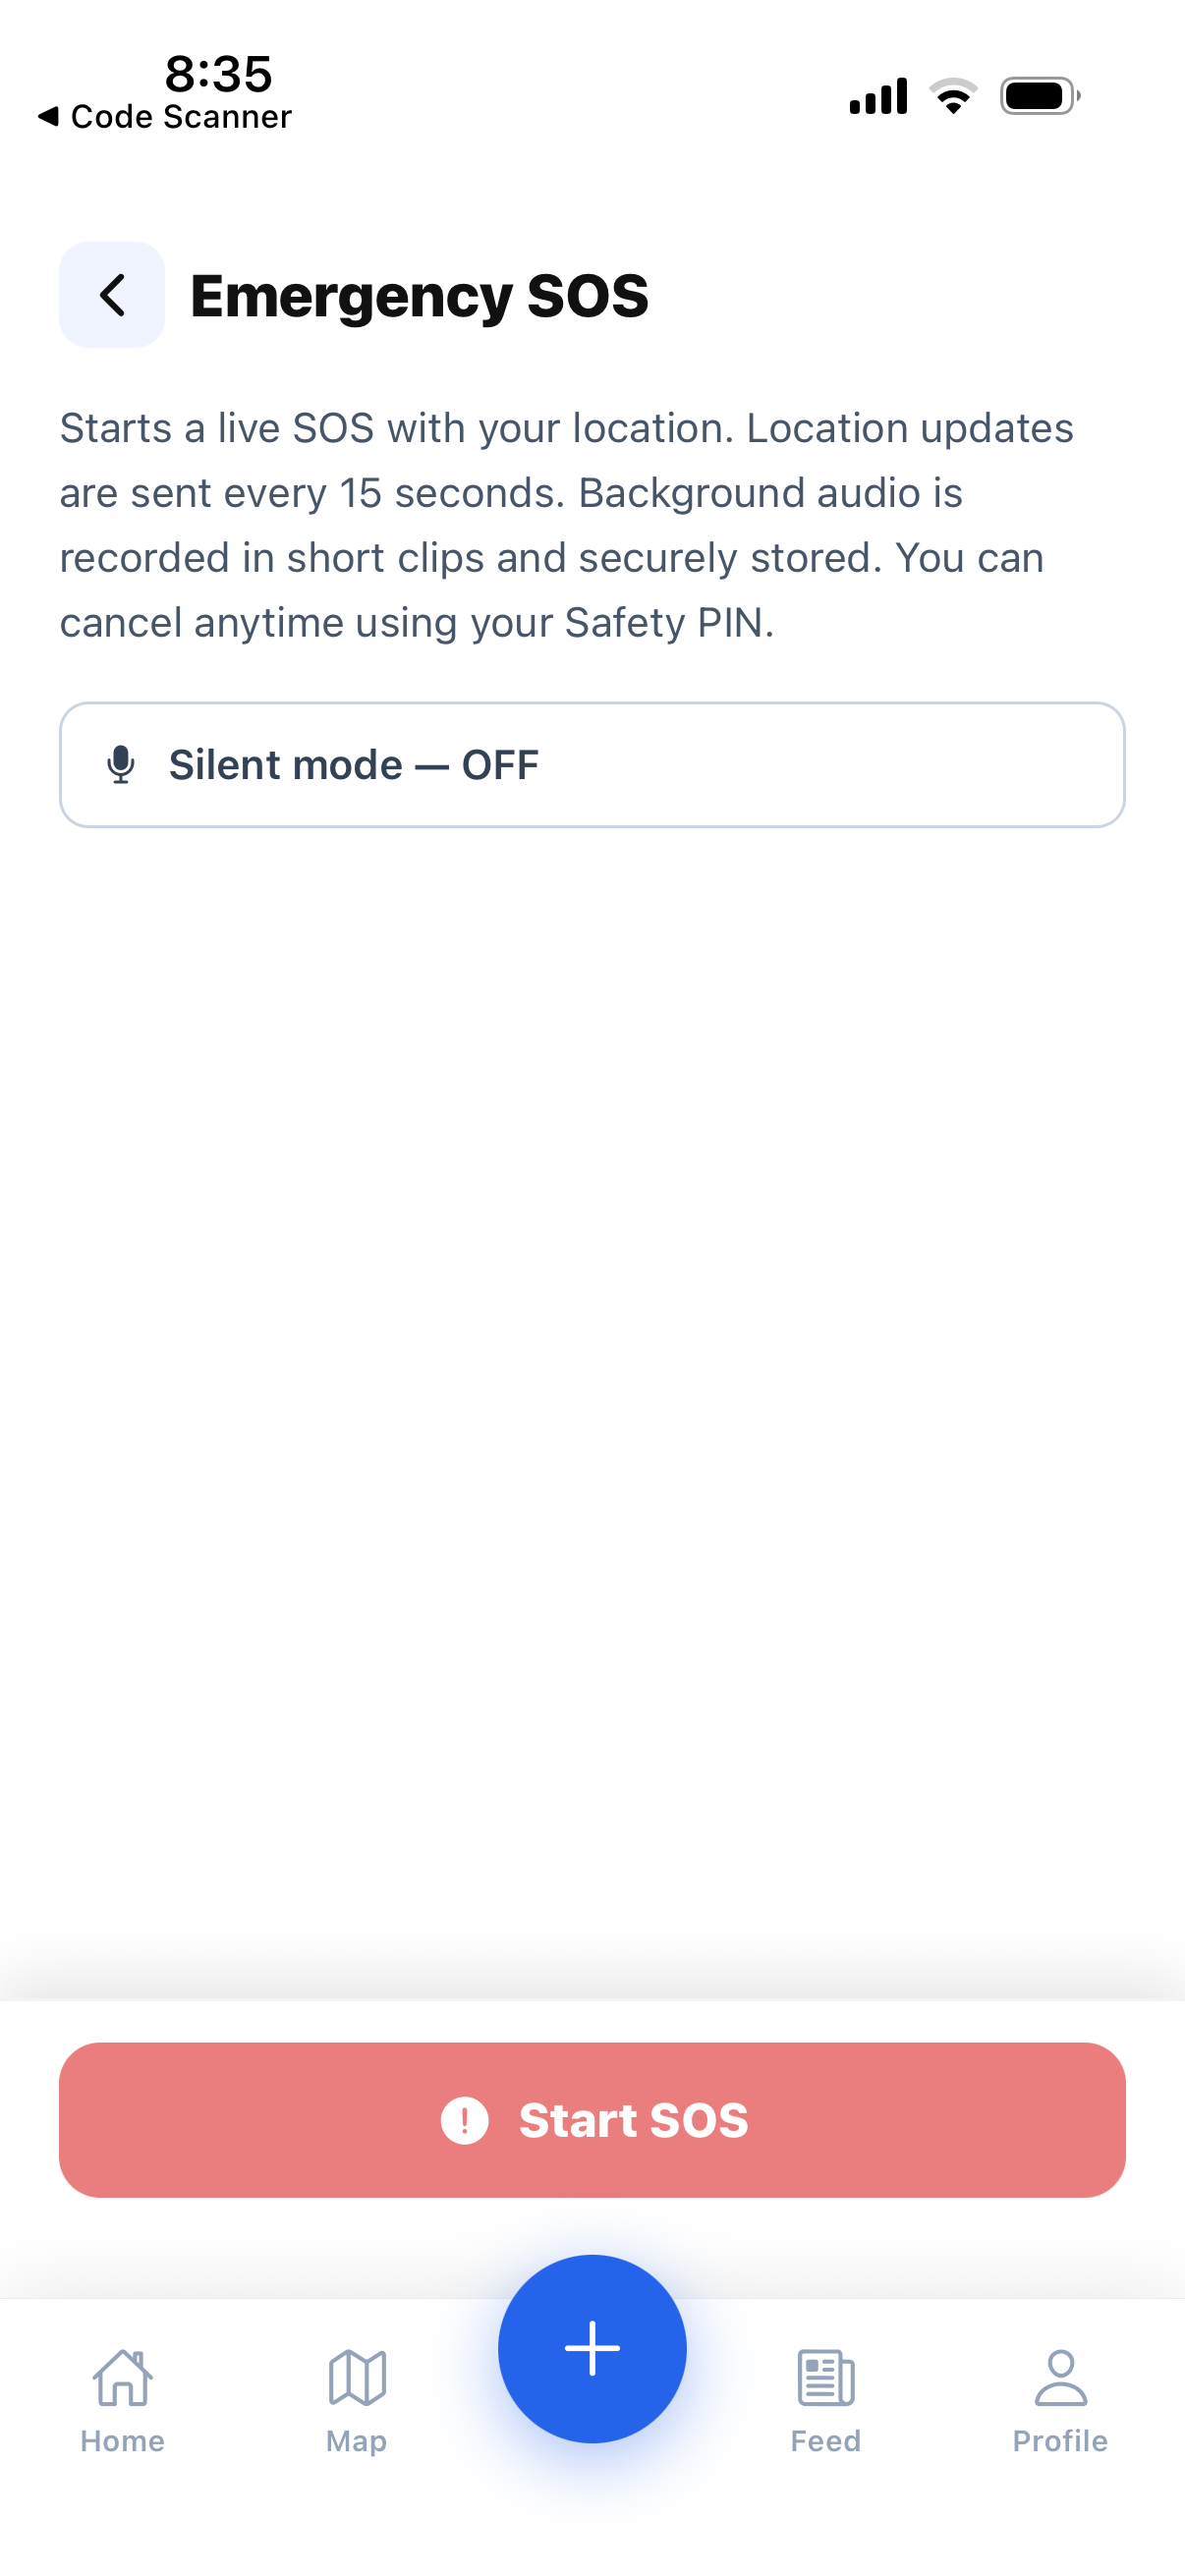 8:35
◀ Code Scanner
Emergency SOS
Starts a live SOS with your location. Location updates
are sent every 15 seconds. Background audio is
recorded in short clips and securely stored. You can
cancel anytime using your Safety PIN.
Silent mode — OFF
Start SOS
Home
Map
Feed
Profile